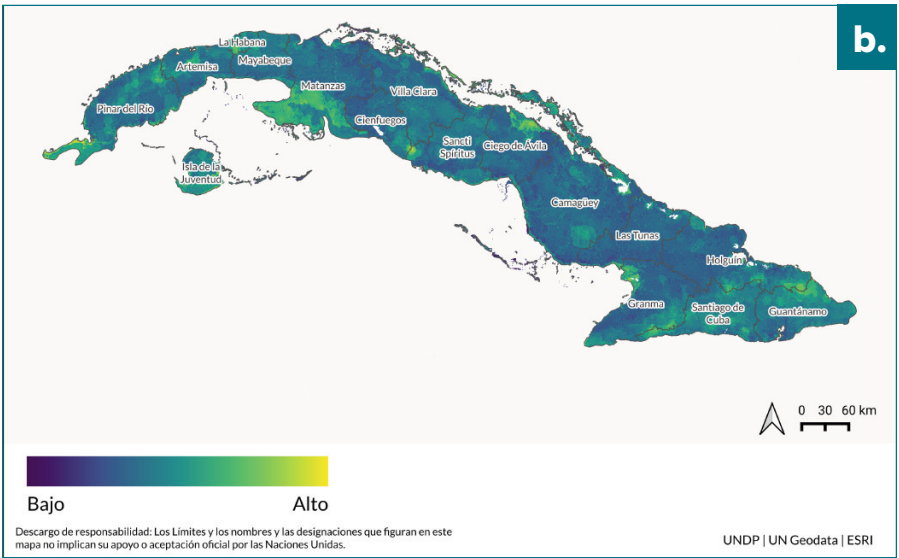 b.
La Habana
Artemisa
Mayabeque
Matanzas
Pinar del Río
Villa Clara
Cienfuegos
Sancti
Spíritus
Ciego de Ávila
Isla de la
Juventud
Camagüey
Las Tunas
Holguín
Granma
Santiago de
Cuba
Guantánamo
0 30 60 km
Bajo
Alto
Descargo de responsabilidad: Los Límites y los nombres y las designaciones que figuran en este
mapa no implican su apoyo o aceptación oficial por las Naciones Unidas.
UNDP | UN Geodata | ESRI